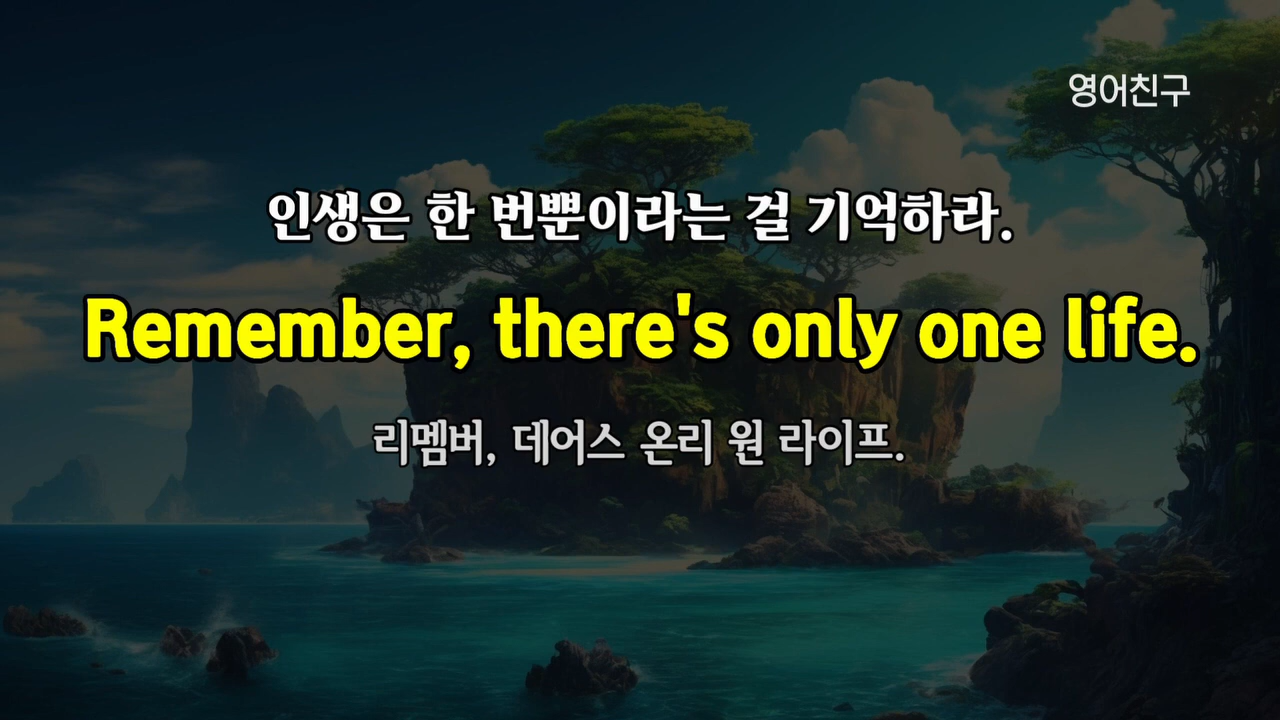 영어친구
인생은 한 번뿐이라는 걸 기억하라.
Remember, there's only one life.
리멤버, 데어스 온리 원 라이프.